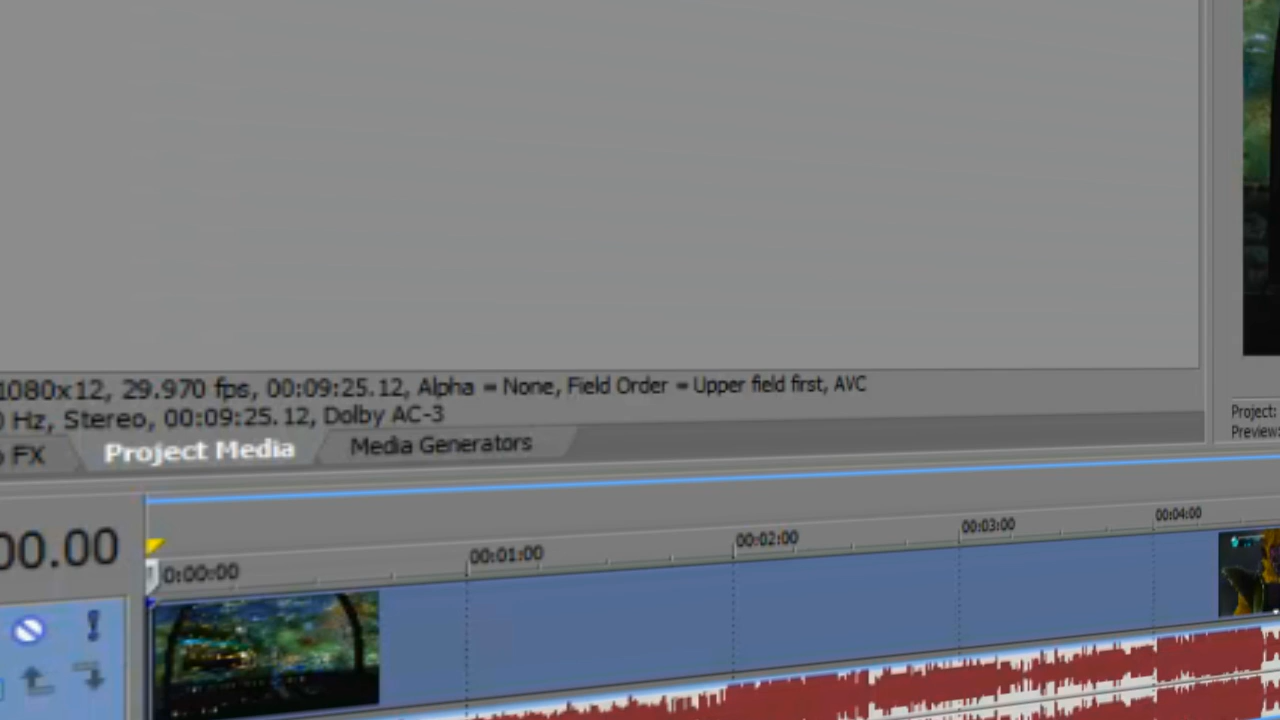 1080x12, 29.970 fps, 00:09:25.12, Alpha = None, Field Order = Upper field first, AVC
Hz, Stereo, 00:09:25.12, Dolby AC-3
FX
Project Media
Media Generators
Project:
Preview:
00.00
0:00:00
00:01:00
00:02:00
00:03:00
00:04:00